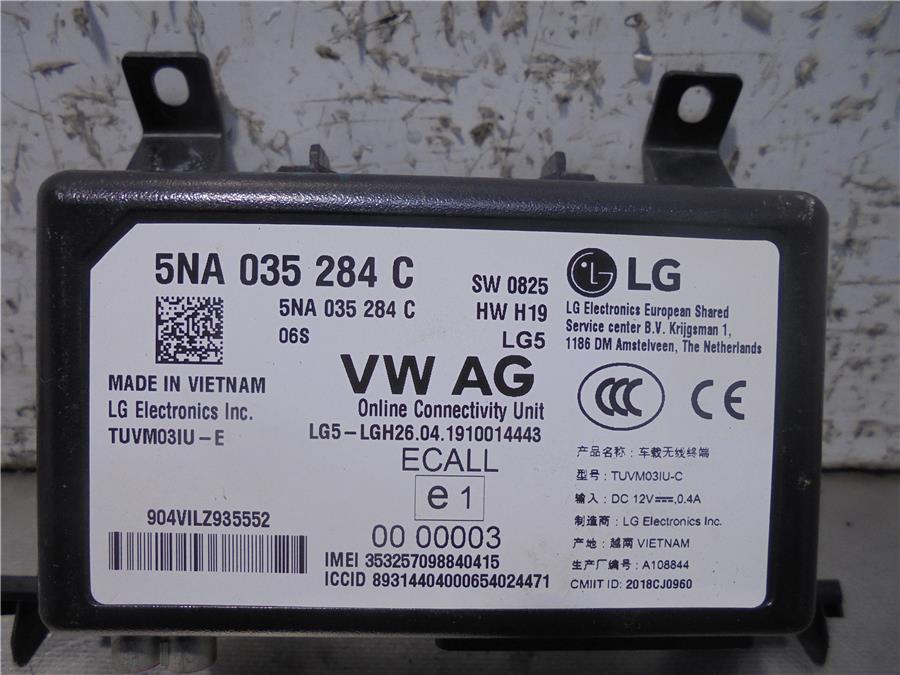 5NA 035 284 C
5NA 035 284 C
06S
SW 0825
HW H19
LG5
LG
LG Electronics European Shared
Service center B.V. Krijgsman 1,
1186 DM Amstelveen, The Netherlands
VW AG
Online Connectivity Unit
MADE IN VIETNAM
LG Electronics Inc.
TUVM03IU-E
LG5-LGH26.04.1910014443
ECALL
e1
00 00003
CCC
CE
904VILZ935552
IMEI 353257098840415
ICCID 89314404000654024471
产品名称: 车载无线终端
型号: TUVM03IU-C
输入: DC 12V⎓, 0.4A
制造商: LG Electronics Inc.
产地: 越南 VIETNAM
生产厂编号: A108844
CMIIT ID: 2018CJ0960